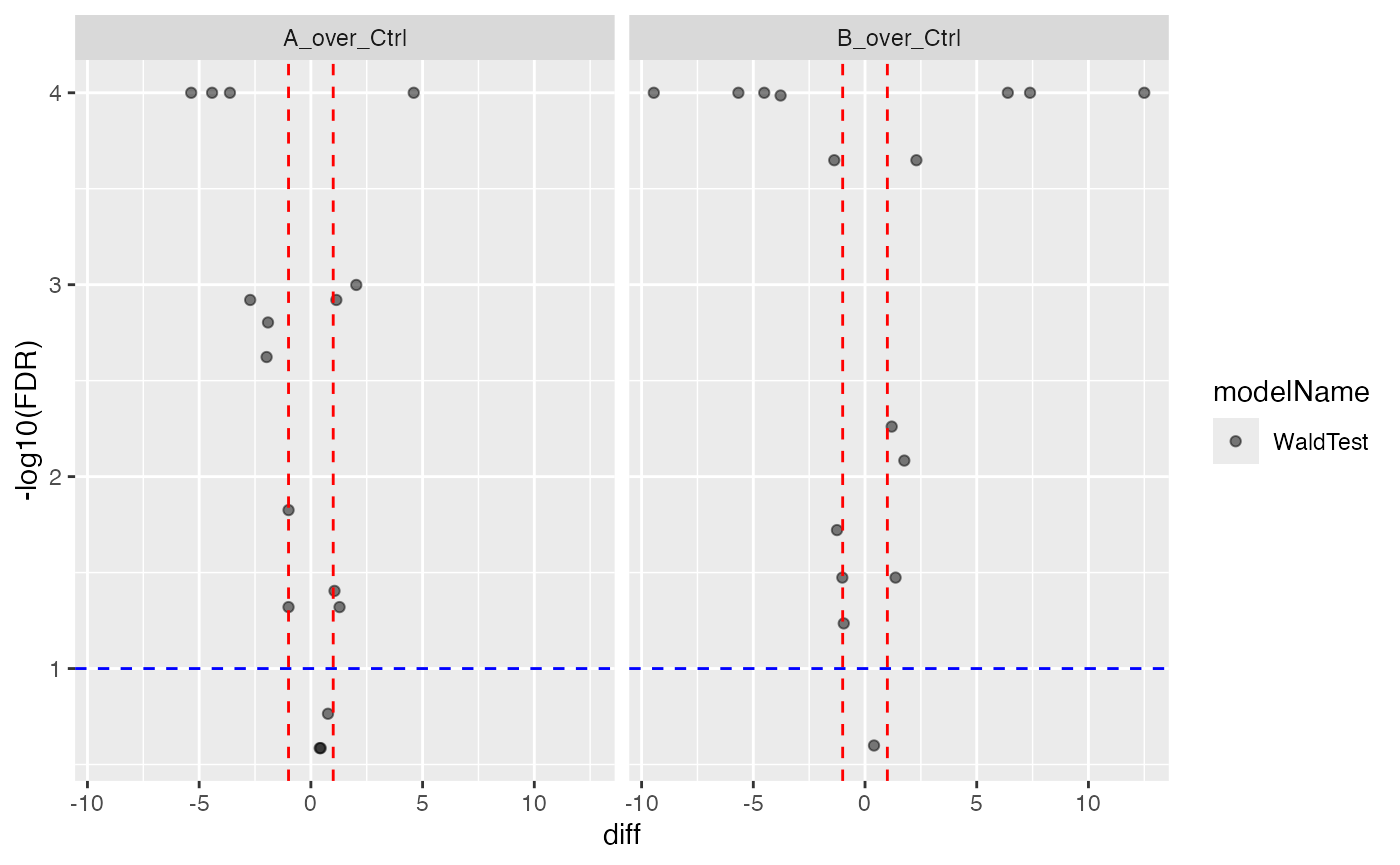 A_over_Ctrl B_over_Ctrl
4
3
2
1
-log10(FDR)
-10 -5 0 5 10 -10 -5 0 5 10
diff
modelName
WaldTest